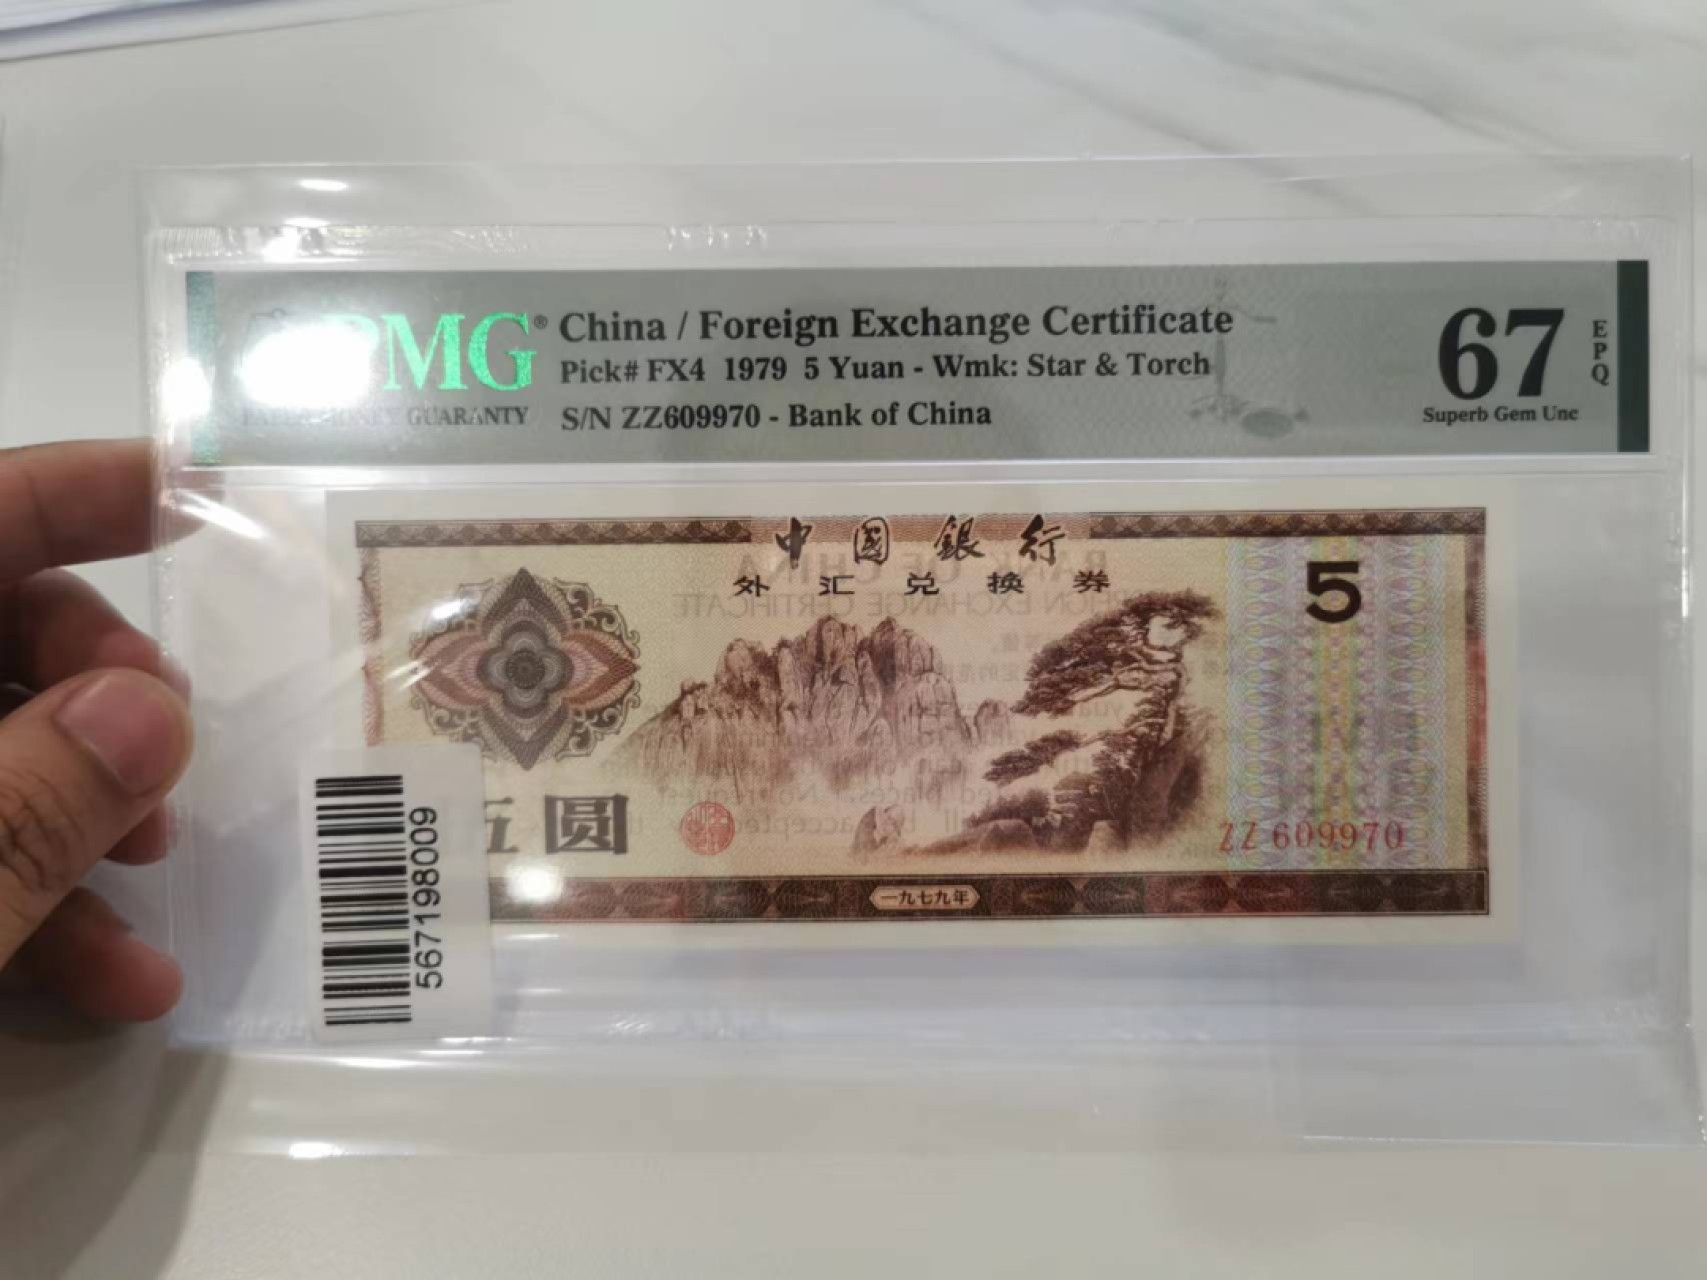 PMG®
PAPER MONEY GUARANTY
China / Foreign Exchange Certificate
Pick# FX4 1979 5 Yuan - Wmk: Star & Torch
S/N ZZ609970 - Bank of China
67
EPQ
Superb Gem Unc
中國銀行
外汇兑换券
5
五圆
ZZ 609970
一九七九年
567198009